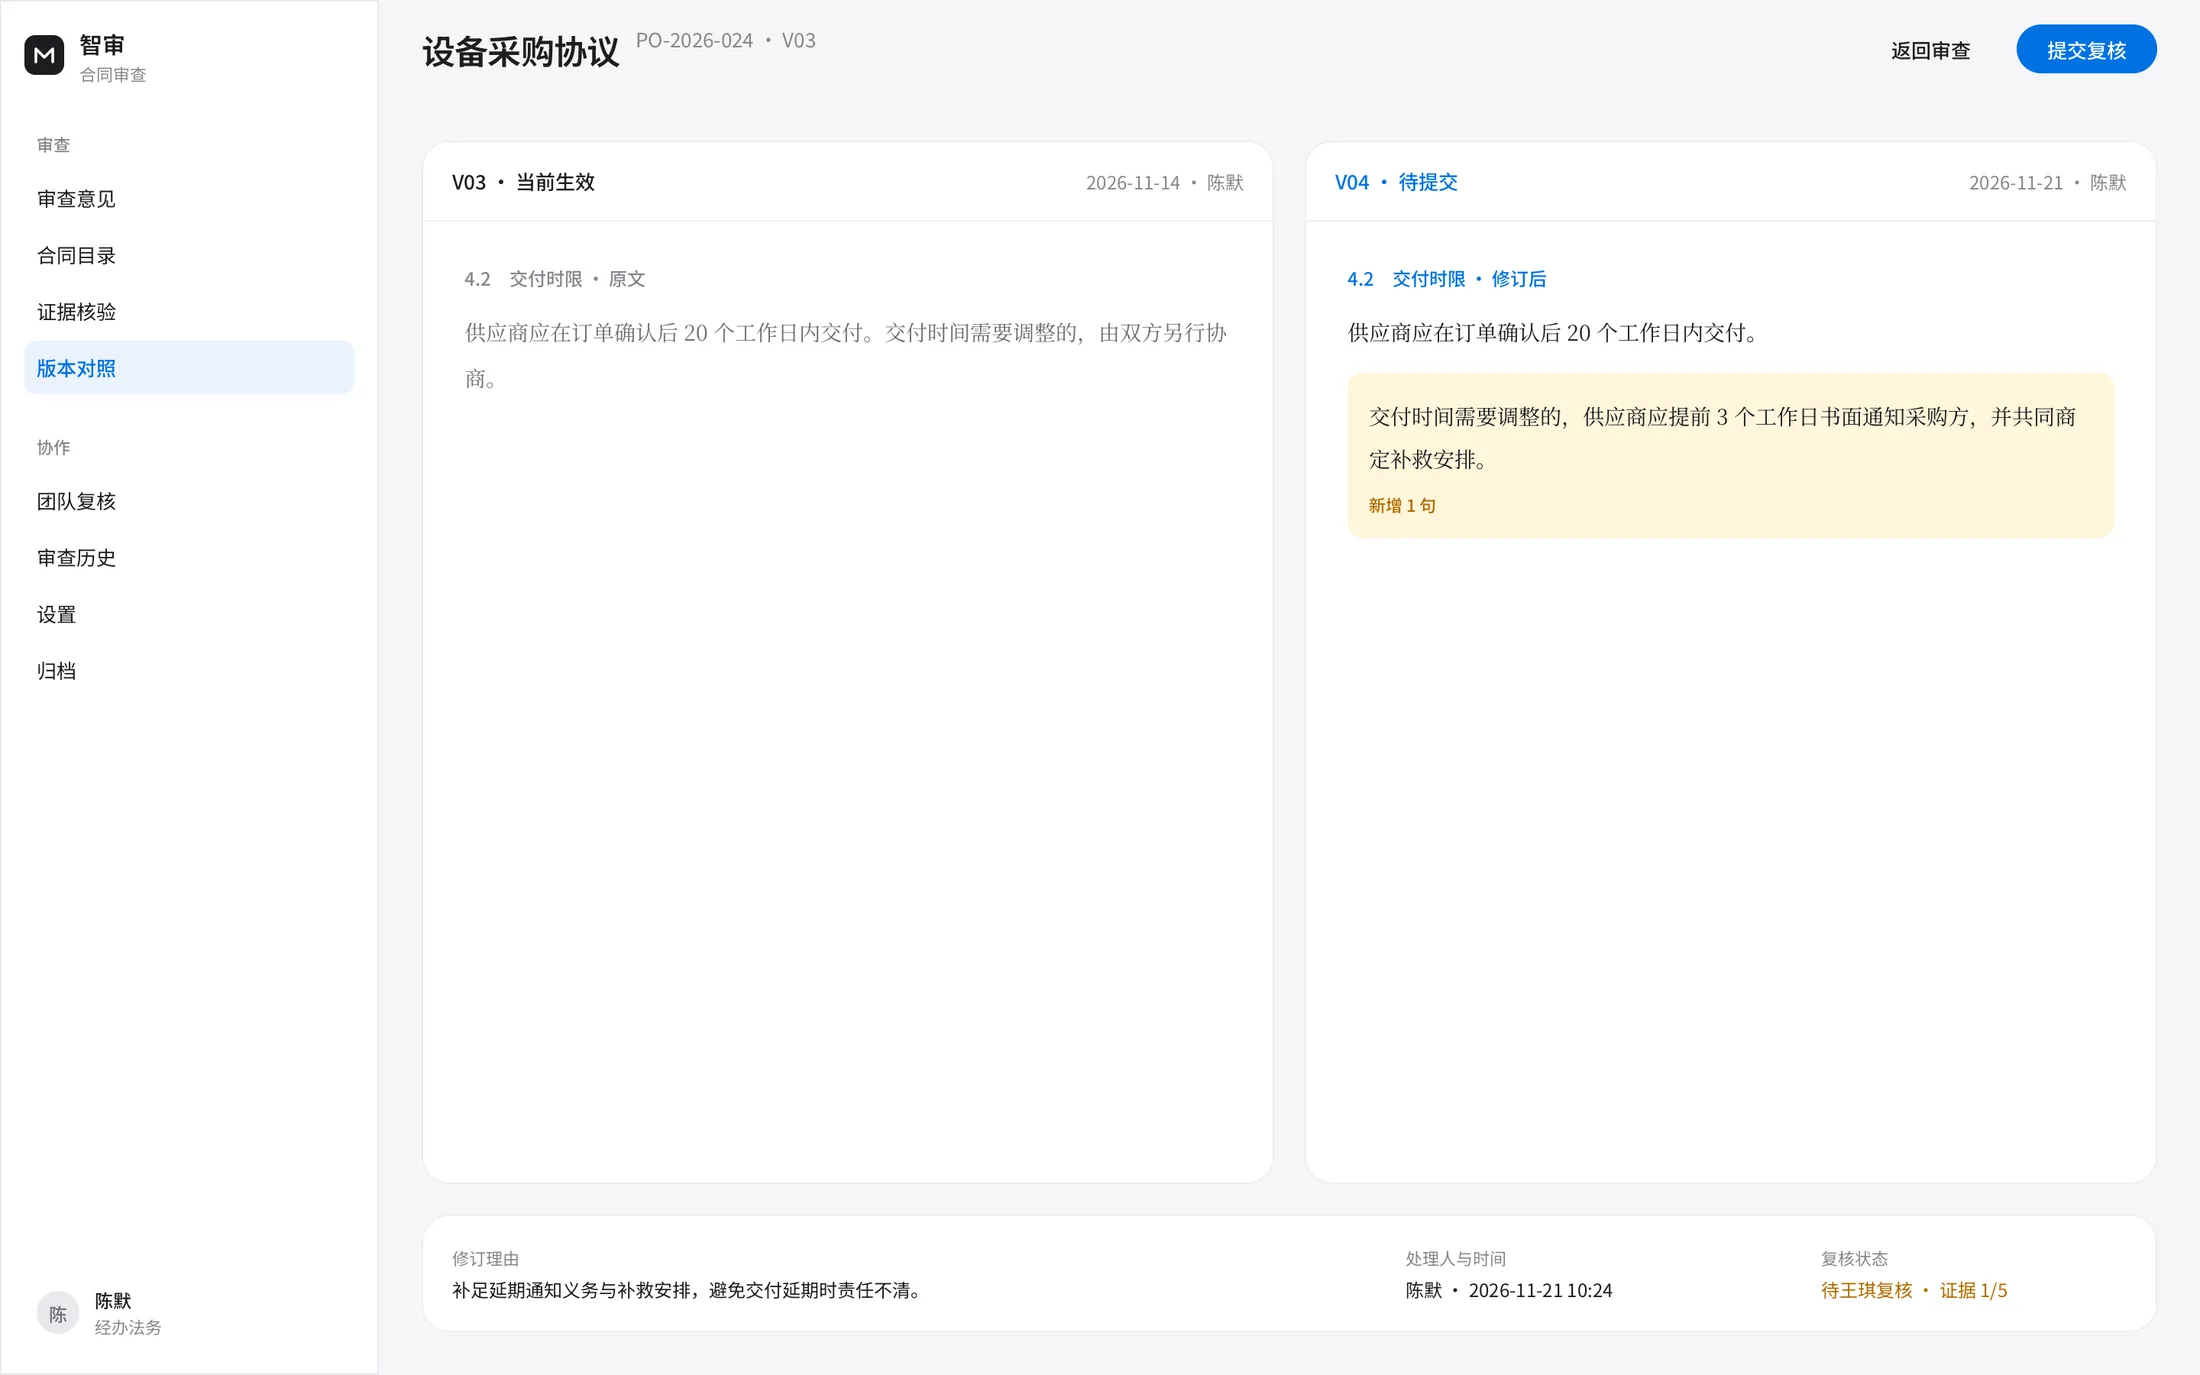 智审
合同审查
审查
审查意见
合同目录
证据核验
版本对照
协作
团队复核
审查历史
设置
归档
陈
陈默
经办法务
设备采购协议 PO-2026-024 • V03
返回审查
提交复核
V03 • 当前生效
2026-11-14 • 陈默
4.2 交付时限 • 原文
供应商应在订单确认后 20 个工作日内交付。交付时间需要调整的，由双方另行协
商。
V04 • 待提交
2026-11-21 • 陈默
4.2 交付时限 • 修订后
供应商应在订单确认后 20 个工作日内交付。
交付时间需要调整的，供应商应提前 3 个工作日书面通知采购方，并共同商
定补救安排。
新增 1 句
修订理由
补足延期通知义务与补救安排，避免交付延期时责任不清。
处理人与时间
陈默 • 2026-11-21 10:24
复核状态
待王琪复核 • 证据 1/5